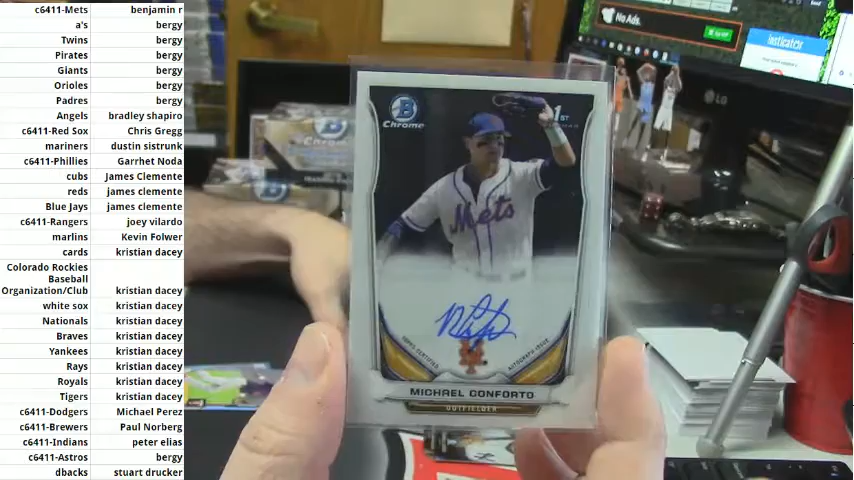 c6411-Mets benjamin r
a's bergy
Twins bergy
Pirates bergy
Giants bergy
Orioles bergy
Padres bergy
Angels bradley shapiro
c6411-Red Sox Chris Gregg
mariners dustin sistrunk
c6411-Phillies Garrhet Noda
cubs James Clemente
reds james clemente
Blue Jays james clemente
c6411-Rangers joey vilardo
marlins Kevin Folwer
cards kristian dacey
Colorado Rockies
Baseball
Organization/Club kristian dacey
white sox kristian dacey
Nationals kristian dacey
Braves kristian dacey
Yankees kristian dacey
Rays kristian dacey
Royals kristian dacey
Tigers kristian dacey
c6411-Dodgers Michael Perez
c6411-Brewers Paul Norberg
c6411-Indians peter elias
c6411-Astros bergy
dbacks stuart drucker
B
Chrome
1ST
Mets
TOPPS CERTIFIED
AUTOGRAPH ISSUE
MICHAEL CONFORTO
OUTFIELDER
No Ads.
insticator
LG